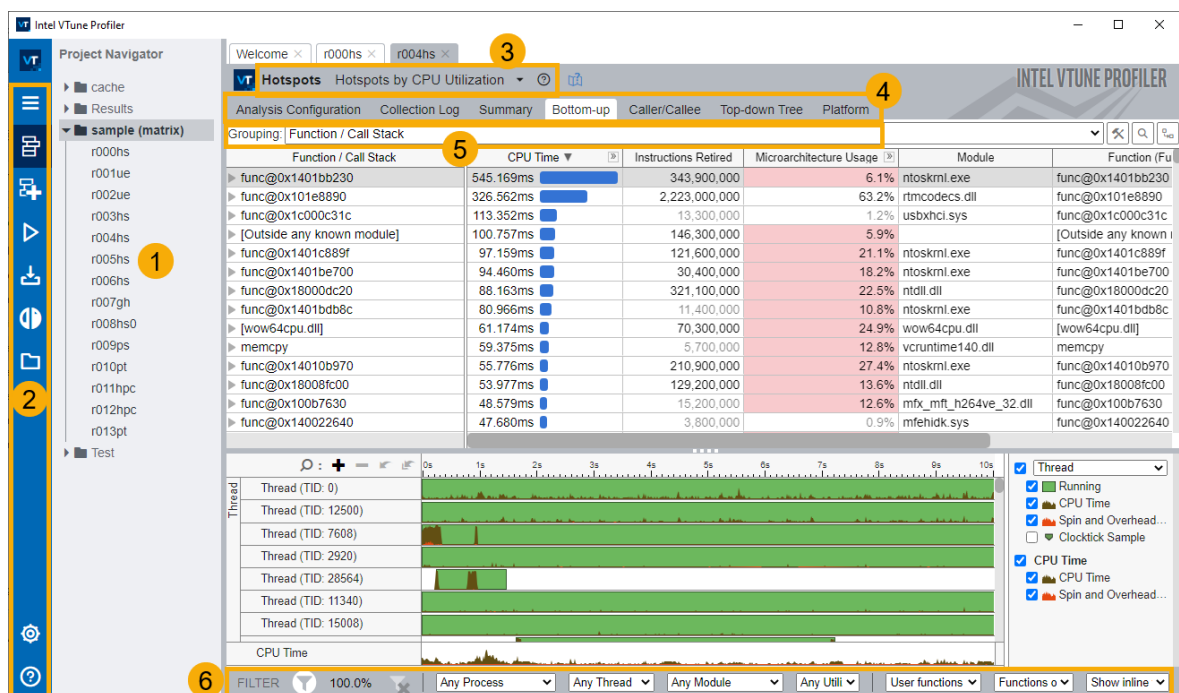 Intel VTune Profiler
VT
Project Navigator
cache
Results
sample (matrix)
r000hs
r001ue
r002ue
r003hs
r004hs
r005hs
r006hs
r007gh
r008hs0
r009ps
r010pt
r011hpc
r012hpc
r013pt
Test
1
2
Welcome × r000hs × r004hs ×
3
VT Hotspots Hotspots by CPU Utilization
INTEL VTUNE PROFILER
4
Analysis Configuration Collection Log Summary Bottom-up Caller/Callee Top-down Tree Platform
Grouping: Function / Call Stack
5
Function / Call Stack CPU Time ▼ Instructions Retired Microarchitecture Usage Module Function (Fu
func@0x1401bb230 545.169ms 343,900,000 6.1% ntoskrnl.exe func@0x1401bb230
func@0x101e8890 326.562ms 2,223,000,000 63.2% rtmcodecs.dll func@0x101e8890
func@0x1c000c31c 113.352ms 13,300,000 1.2% usbxhci.sys func@0x1c000c31c
[Outside any known module] 100.757ms 146,300,000 5.9% [Outside any known
func@0x1401c889f 97.159ms 121,600,000 21.1% ntoskrnl.exe func@0x1401c889f
func@0x1401be700 94.460ms 30,400,000 18.2% ntoskrnl.exe func@0x1401be700
func@0x18000dc20 88.163ms 321,100,000 22.5% ntdll.dll func@0x18000dc20
func@0x1401bdb8c 80.966ms 11,400,000 10.8% ntoskrnl.exe func@0x1401bdb8c
[wow64cpu.dll] 61.174ms 70,300,000 24.9% wow64cpu.dll [wow64cpu.dll]
memcpy 59.375ms 5,700,000 12.8% vcruntime140.dll memcpy
func@0x14010b970 55.776ms 210,900,000 27.4% ntoskrnl.exe func@0x14010b970
func@0x18008fc00 53.977ms 129,200,000 13.6% ntdll.dll func@0x18008fc00
func@0x100b7630 48.579ms 15,200,000 12.6% mfx_mft_h264ve_32.dll func@0x100b7630
func@0x140022640 47.680ms 3,800,000 0.9% mfehidk.sys func@0x140022640
0s 1s 2s 3s 4s 5s 6s 7s 8s 9s 10s
Thread
Thread (TID: 0)
Thread (TID: 12500)
Thread (TID: 7608)
Thread (TID: 2920)
Thread (TID: 28564)
Thread (TID: 11340)
Thread (TID: 15008)
CPU Time
Thread
Running
CPU Time
Spin and Overhead...
Clocktick Sample
CPU Time
CPU Time
Spin and Overhead...
6
FILTER 100.0% Any Process Any Thread Any Module Any Utili User functions Functions o Show inline